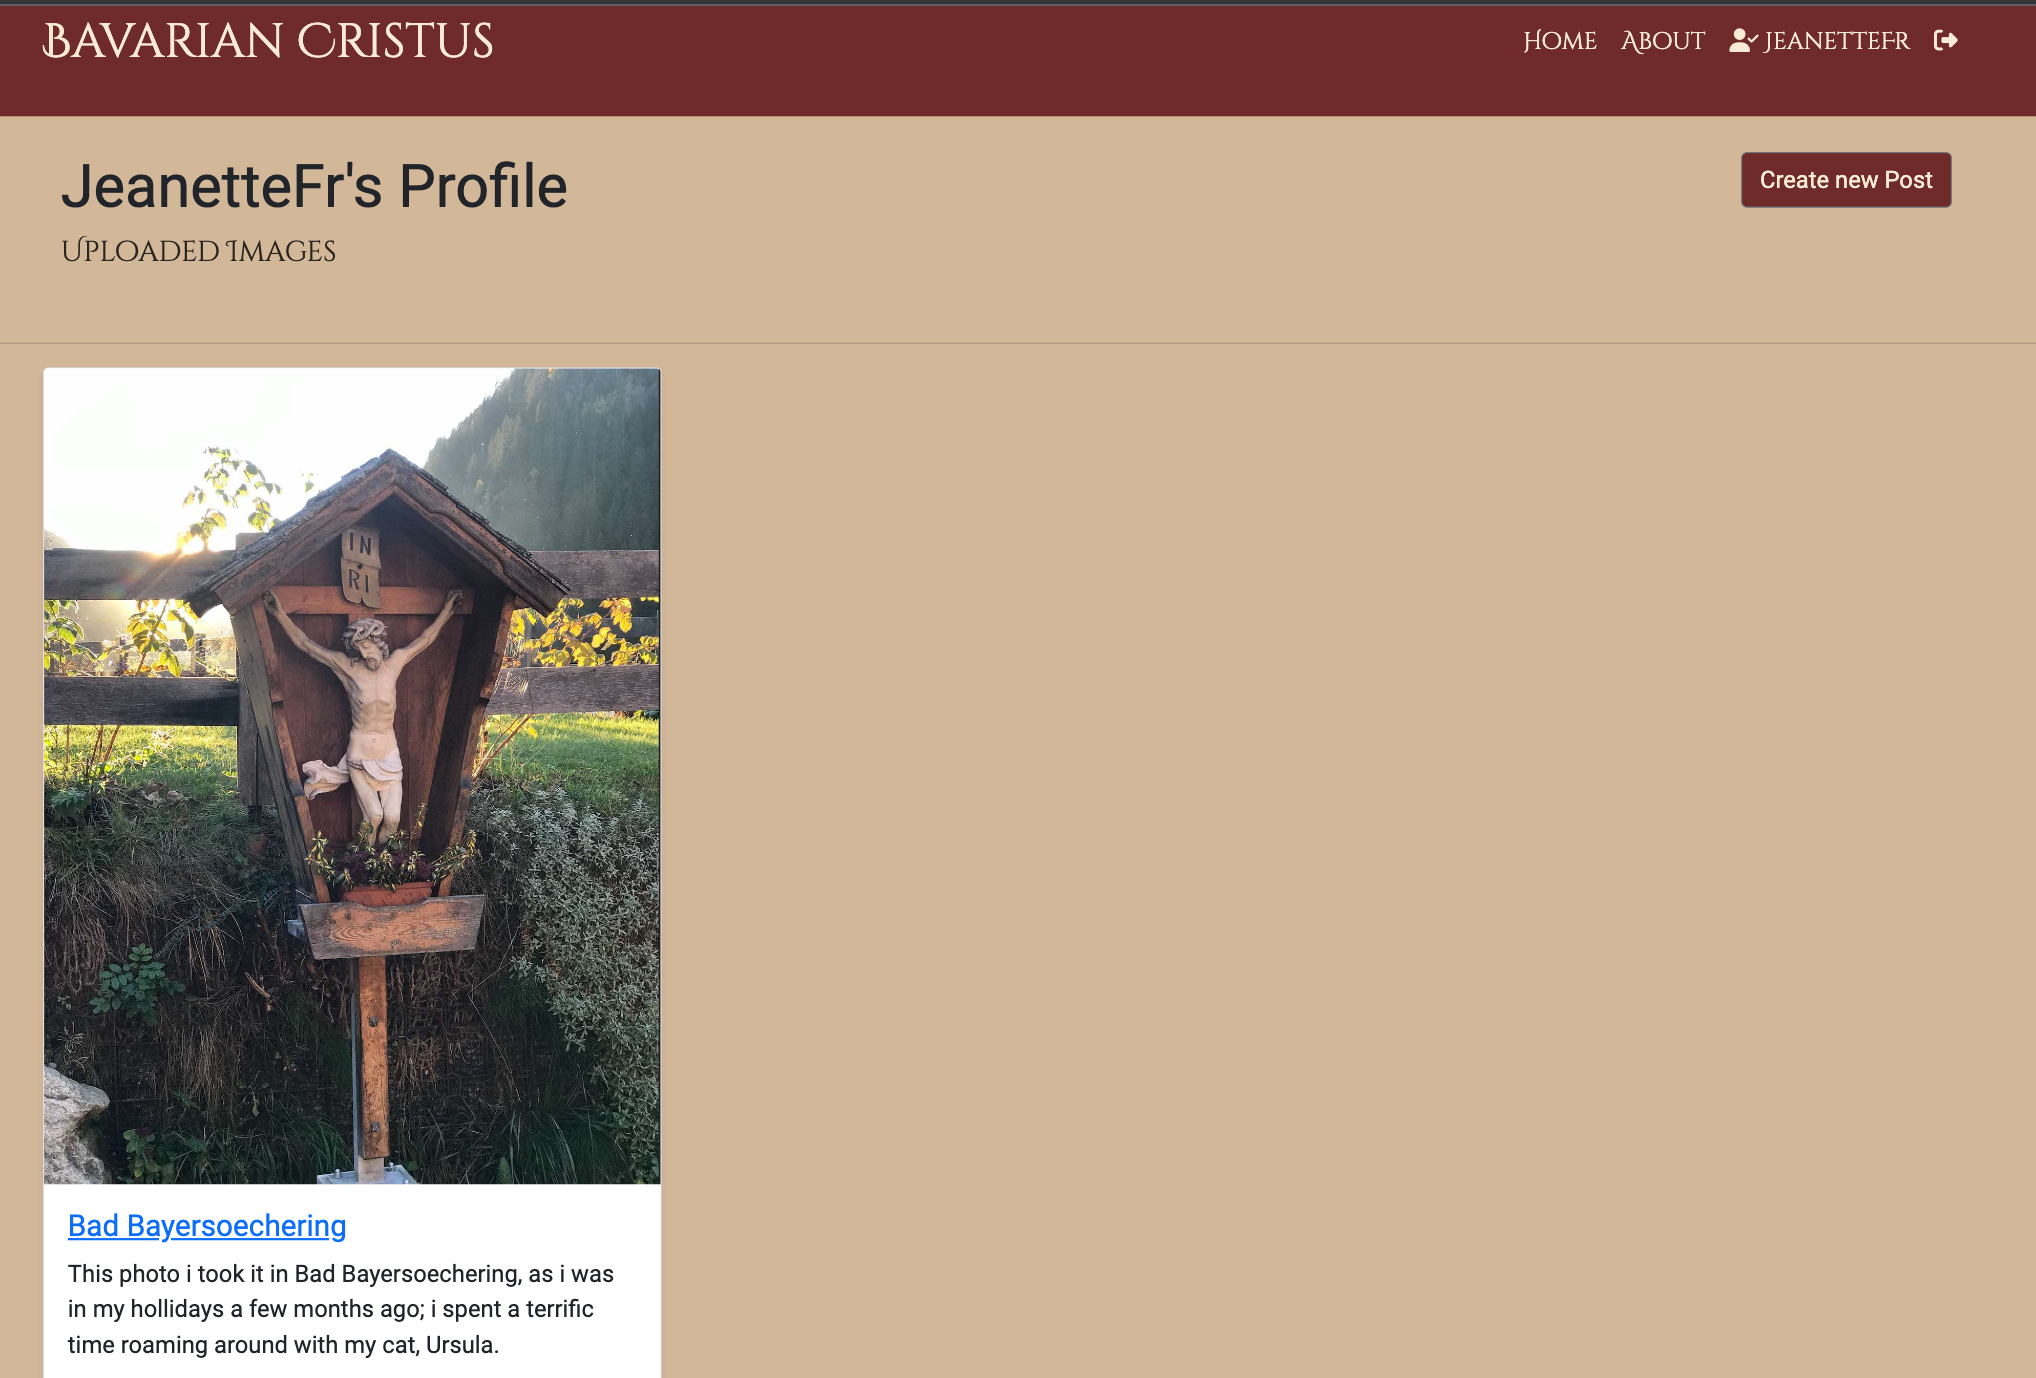 Bavarian Cristus
Home About JeanetteFr
JeanetteFr's Profile
Create new Post
Uploaded Images
IN
RI
Bad Bayersoechering
This photo i took it in Bad Bayersoechering, as i was
in my hollidays a few months ago; i spent a terrific
time roaming around with my cat, Ursula.